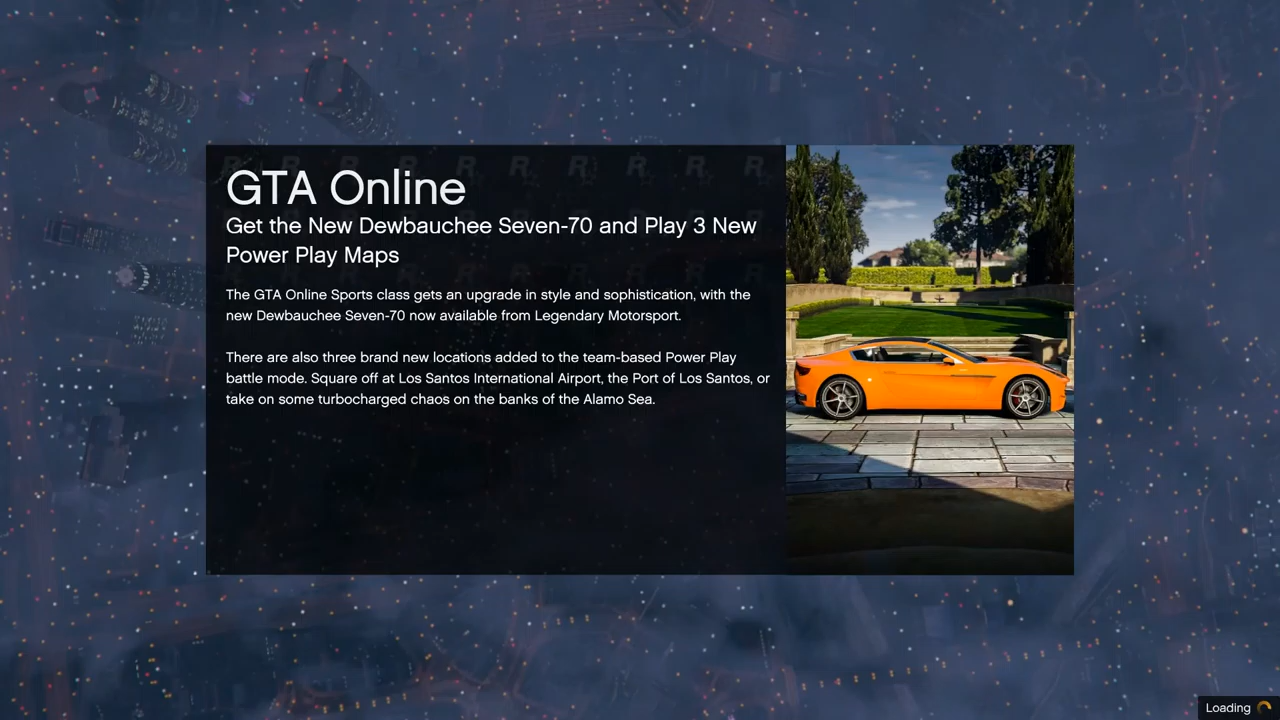 GTA Online
Get the New Dewbauchee Seven-70 and Play 3 New
Power Play Maps
The GTA Online Sports class gets an upgrade in style and sophistication, with the
new Dewbauchee Seven-70 now available from Legendary Motorsport.
There are also three brand new locations added to the team-based Power Play
battle mode. Square off at Los Santos International Airport, the Port of Los Santos, or
take on some turbocharged chaos on the banks of the Alamo Sea.
Loading